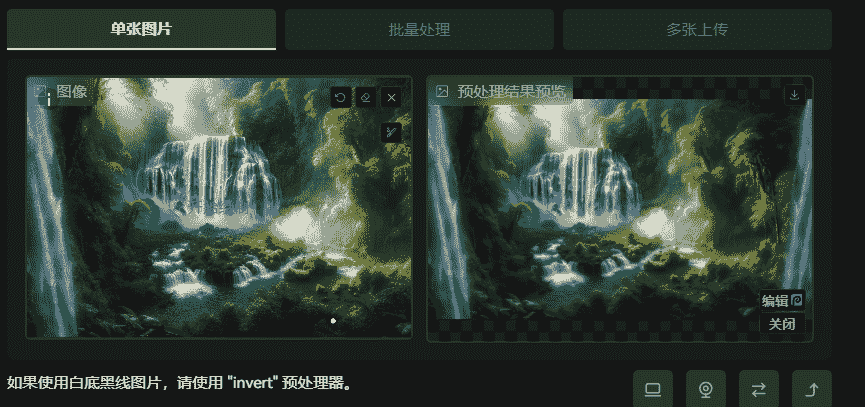 单张图片
批量处理
多张上传
图像
预处理结果预览
编辑
关闭
如果使用白底黑线图片，请使用 "invert" 预处理器。